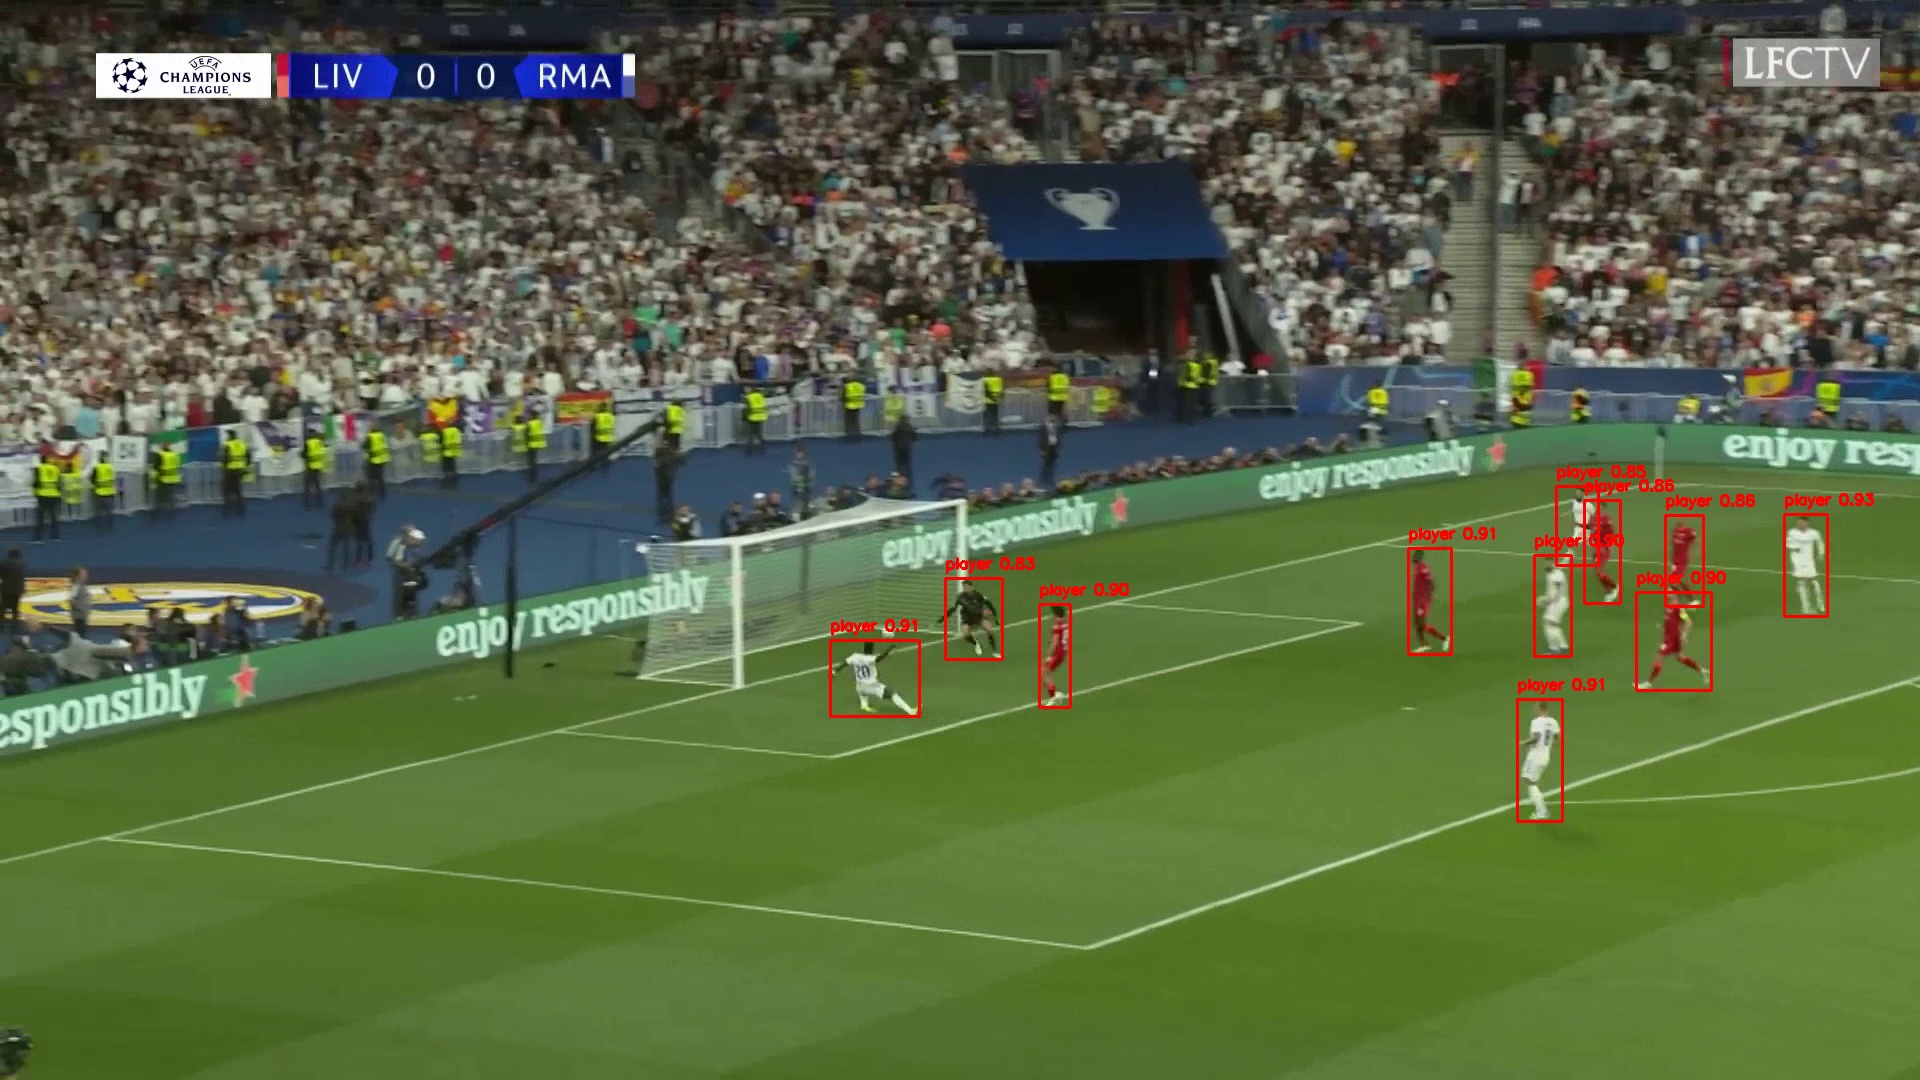 UEFA
CHAMPIONS
LEAGUE
LIV 0 0 RMA
LFCTV
enjoy responsibly
enjoy resp
enjoy responsibly
player 0.85
player 0.86
player 0.86
player 0.93
player 0.91
player 0.90
player 0.83
player 0.90
player 0.90
enjoy responsibly
player 0.91
20
esponsibly
player 0.91
8